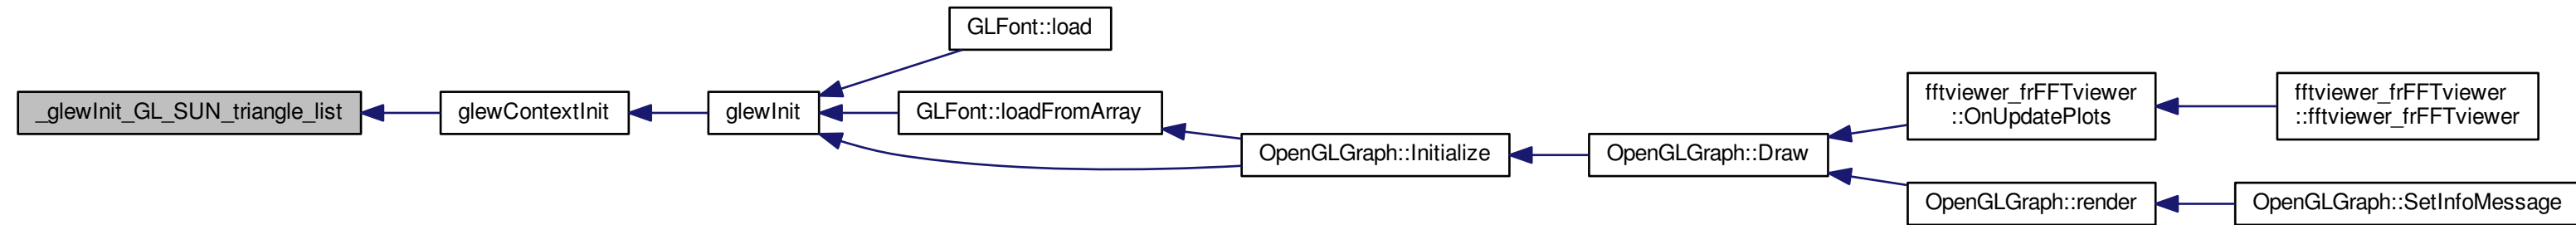 GLFont::load
_glewInit_GL_SUN_triangle_list
glewContextInit
glewInit
GLFont::loadFromArray
OpenGLGraph::Initialize
OpenGLGraph::Draw
fftviewer_frFFTviewer
::OnUpdatePlots
fftviewer_frFFTviewer
::fftviewer_frFFTviewer
OpenGLGraph::render
OpenGLGraph::SetInfoMessage